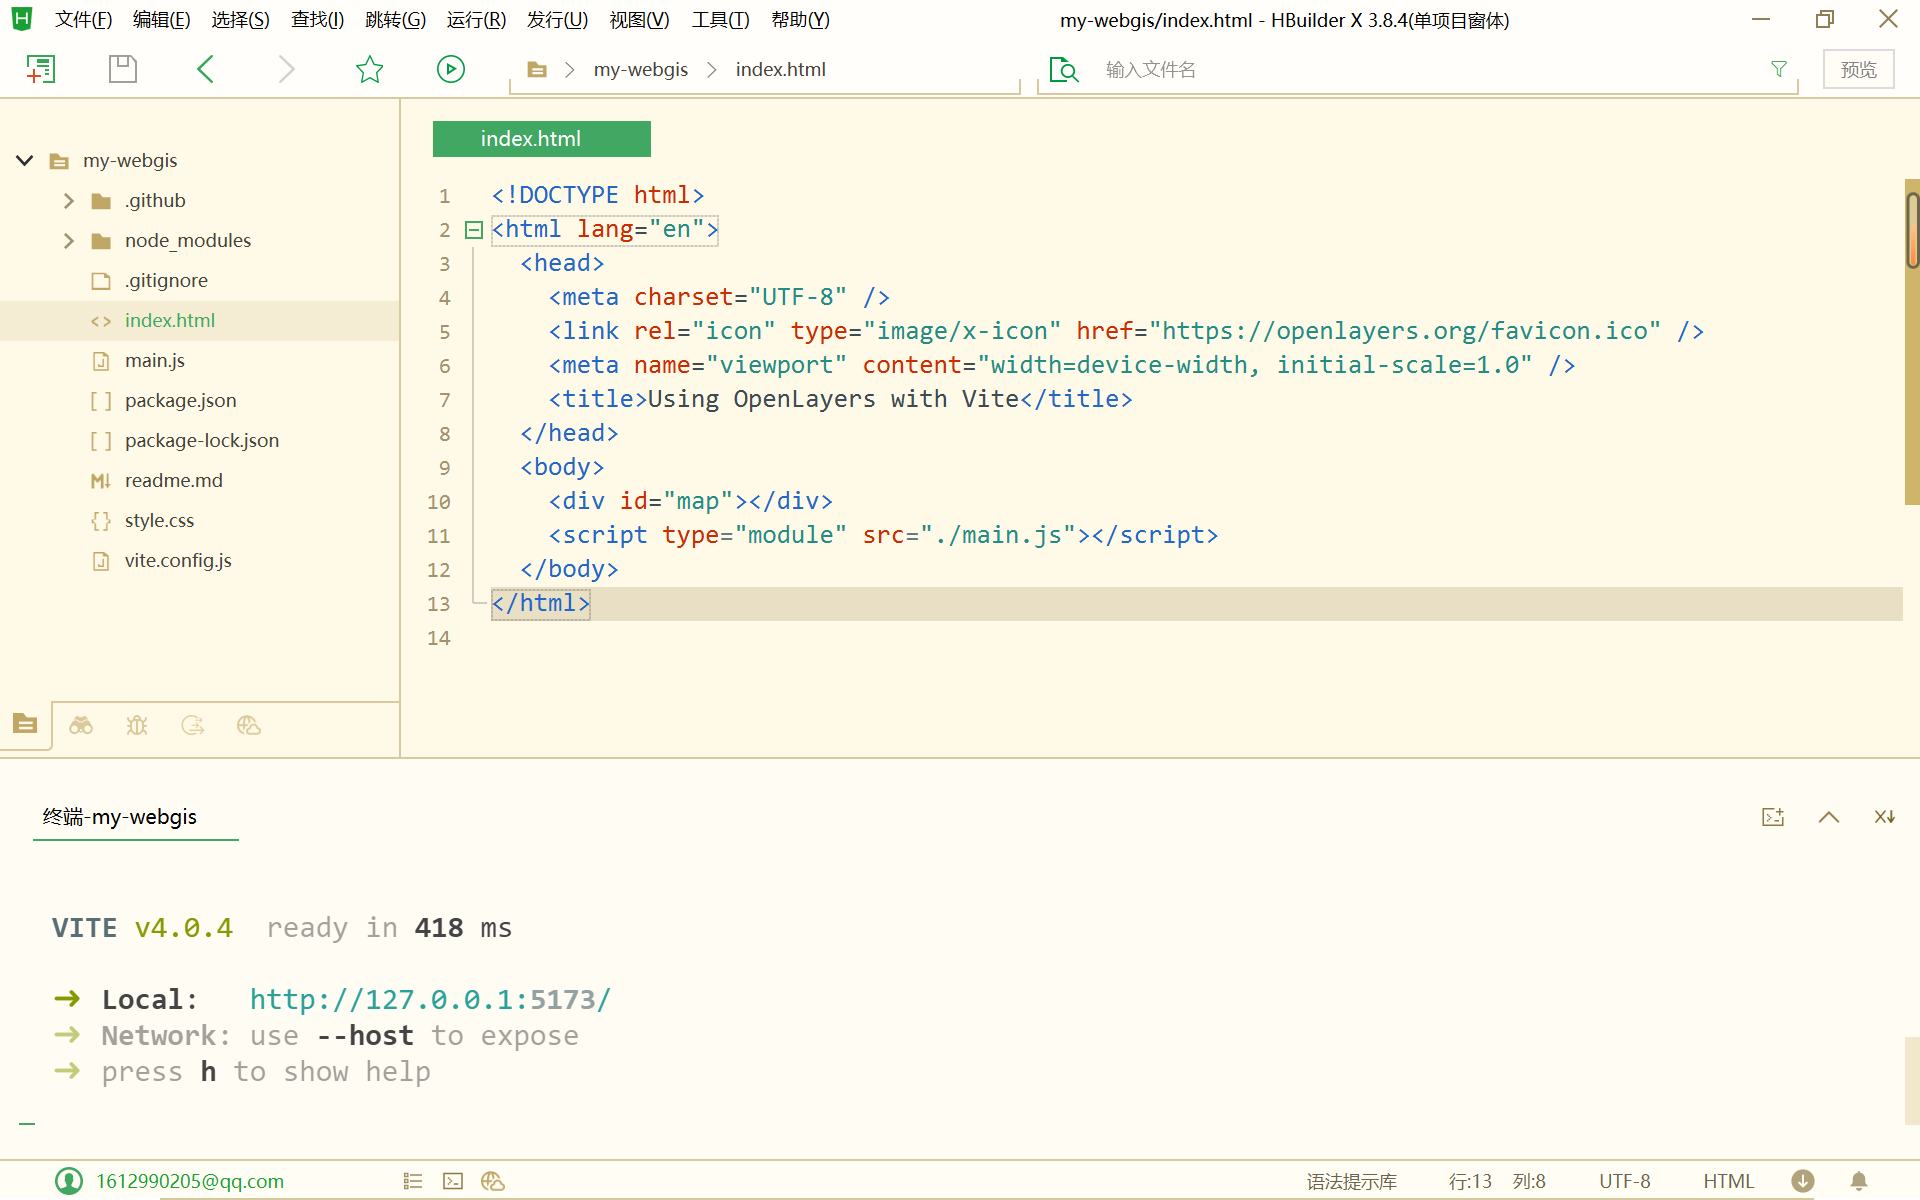 文件(F) 编辑(E) 选择(S) 查找(I) 跳转(G) 运行(R) 发行(U) 视图(V) 工具(T) 帮助(Y) my-webgis/index.html - HBuilder X 3.8.4(单项目窗体)
my-webgis index.html 输入文件名 预览
my-webgis
.github
node_modules
.gitignore
index.html
main.js
package.json
package-lock.json
readme.md
style.css
vite.config.js
index.html
1 <!DOCTYPE html>
2 <html lang="en">
3 <head>
4 <meta charset="UTF-8" />
5 <link rel="icon" type="image/x-icon" href="https://openlayers.org/favicon.ico" />
6 <meta name="viewport" content="width=device-width, initial-scale=1.0" />
7 <title>Using OpenLayers with Vite</title>
8 </head>
9 <body>
10 <div id="map"></div>
11 <script type="module" src="./main.js"></script>
12 </body>
13 </html>
14
终端-my-webgis
VITE v4.0.4 ready in 418 ms
➜ Local: http://127.0.0.1:5173/
➜ Network: use --host to expose
➜ press h to show help
1612990205@qq.com 语法提示库 行:13 列:8 UTF-8 HTML